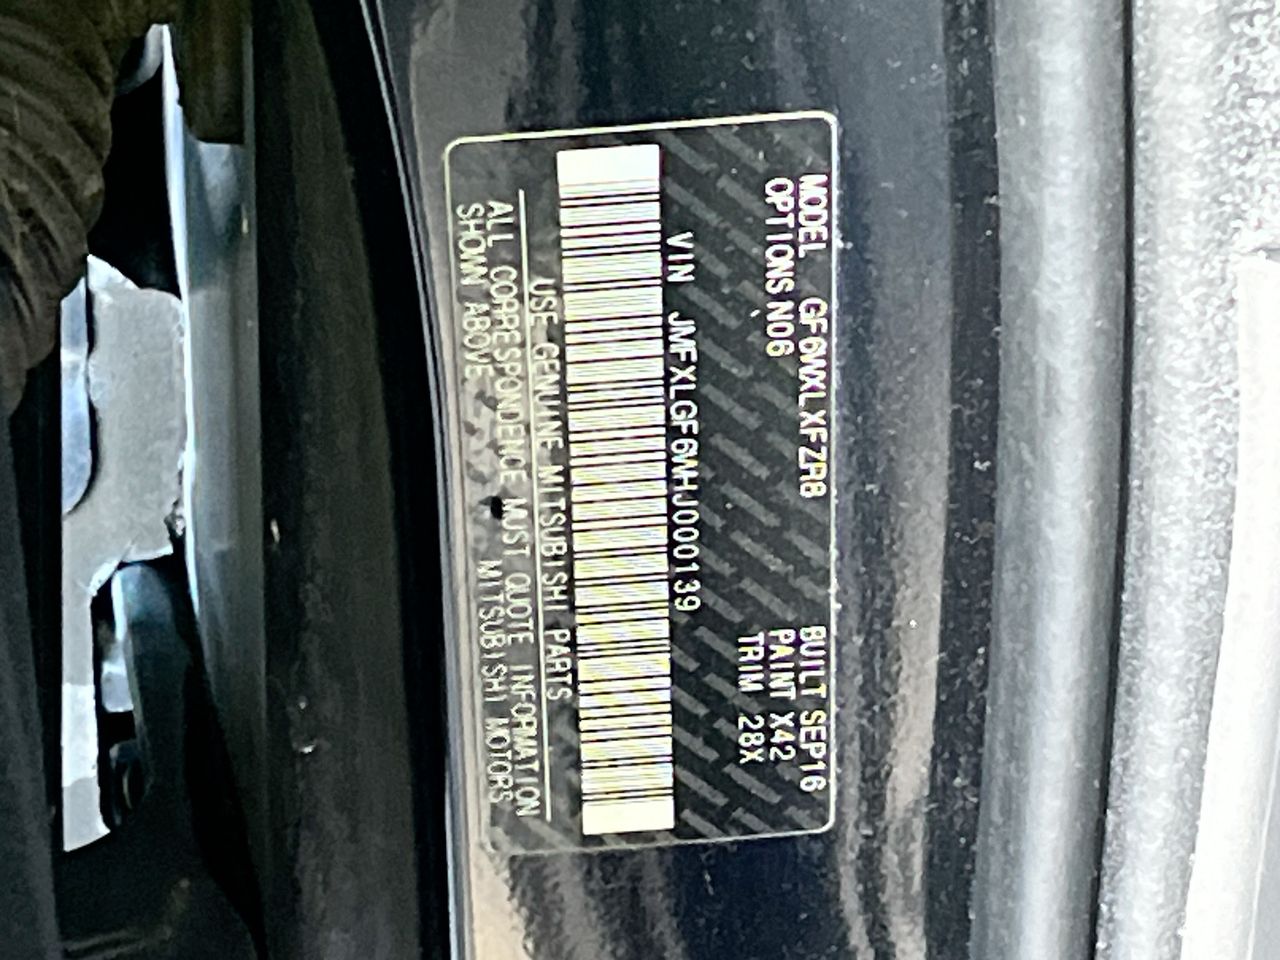 MODEL GF6WXLXFZR8
OPTIONS N06
BUILT SEP16
PAINT X42
TRIM 28X
VIN JMFXLGF6WHJ000139
USE GENUINE MITSUBISHI PARTS
ALL CORRESPONDENCE MUST QUOTE INFORMATION
SHOWN ABOVE MITSUBISHI MOTORS